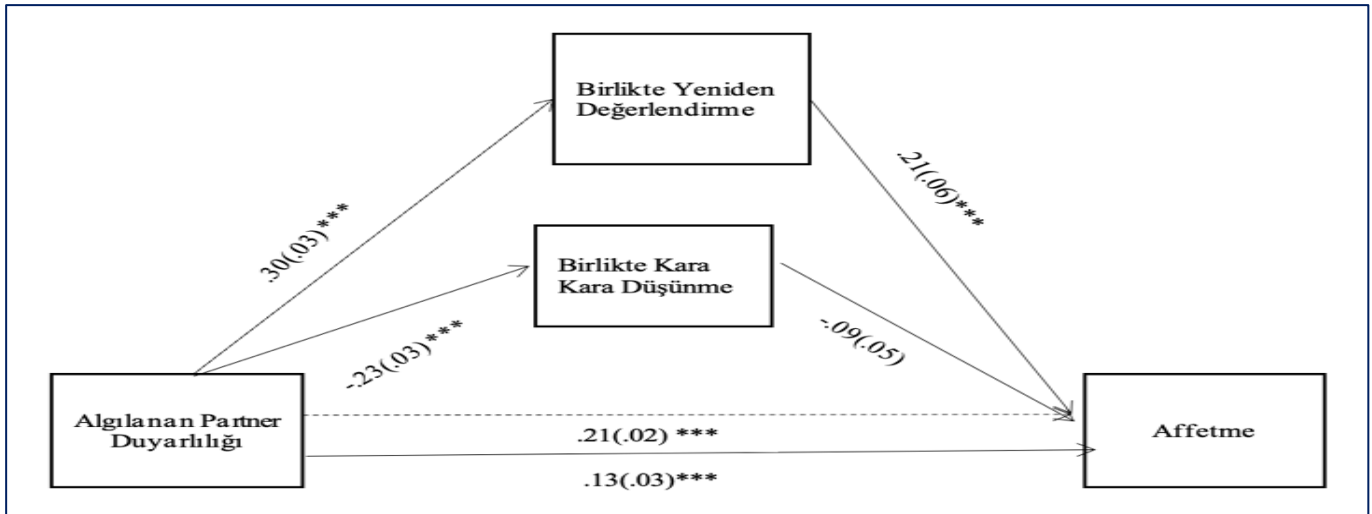 Birlikte Yeniden
Değerlendirme
.30(.03)***
.21(.06)***
Birlikte Kara
Kara Düşünme
-.23(.03)***
-.09(.05)
Algılanan Partner
Duyarlılığı
.21(.02) ***
.13(.03)***
Affetme